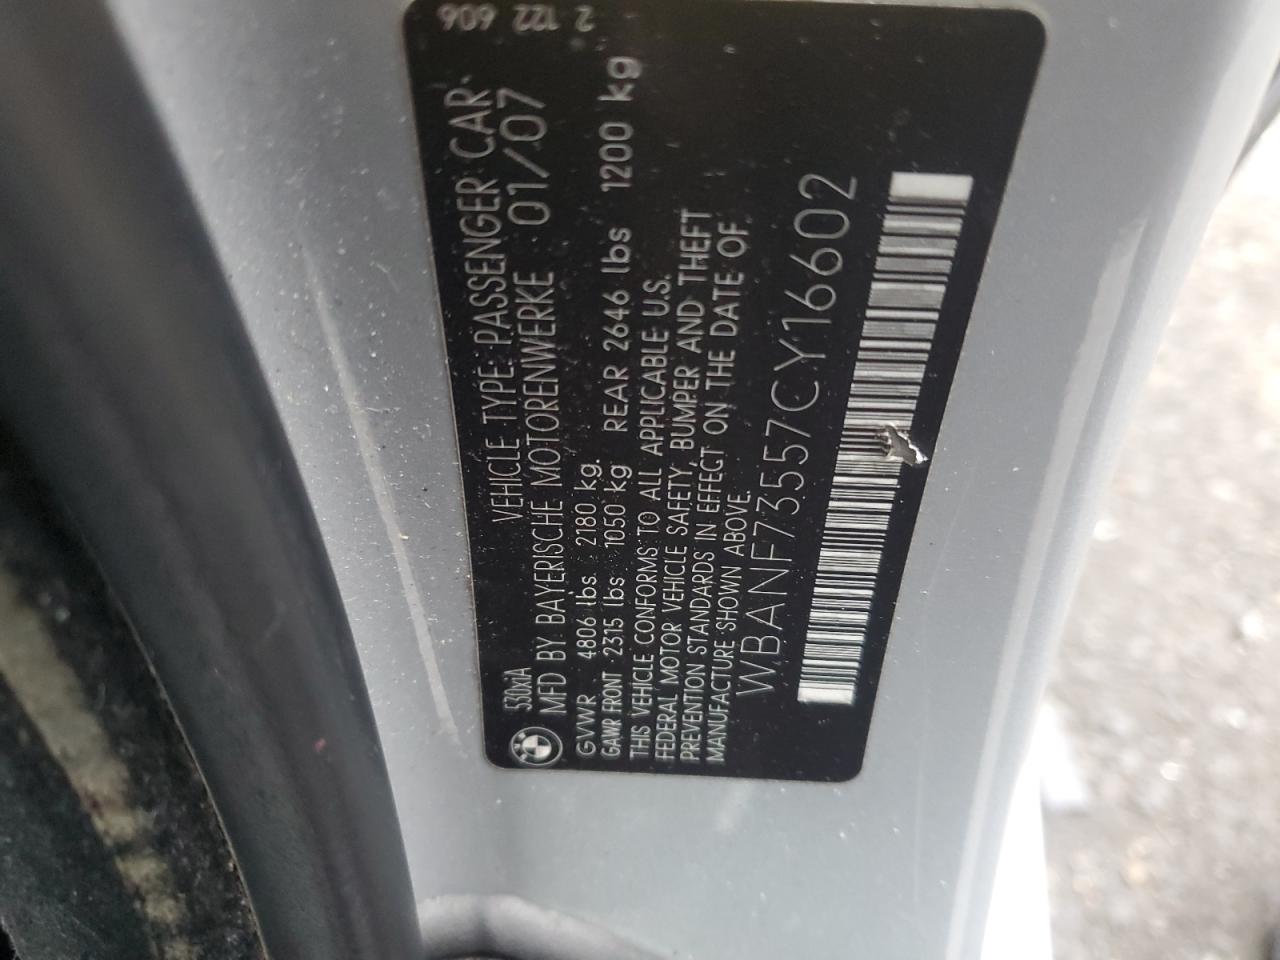 2 122 606
530xiA VEHICLE TYPE: PASSENGER CAR
MFD BY BAYERISCHE MOTORENWERKE 01/07
GVWR 4806 lbs. 2180 kg.
GAWR FRONT 2315 lbs 1050 kg REAR 2646 lbs 1200 kg
THIS VEHICLE CONFORMS TO ALL APPLICABLE U.S.
FEDERAL MOTOR VEHICLE SAFETY, BUMPER AND THEFT
PREVENTION STANDARDS IN EFFECT ON THE DATE OF
MANUFACTURE SHOWN ABOVE.
WBANF73557CY16602